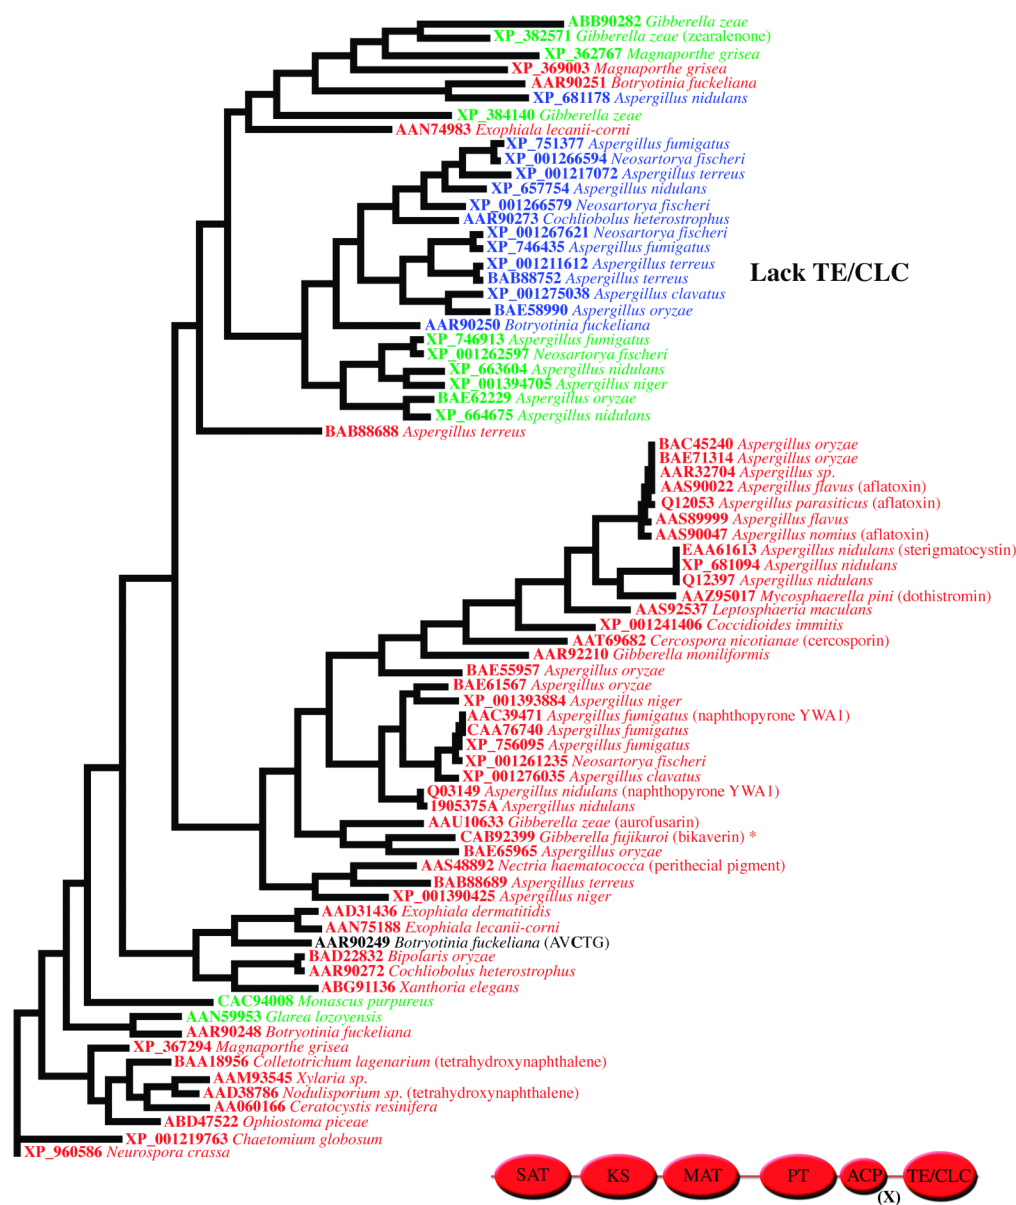 ABB90282 Gibberella zeae
XP_382571 Gibberella zeae (zearalenone)
XP_362767 Magnaporthe grisea
XP_369003 Magnaporthe grisea
AAR90251 Botryotinia fuckeliana
XP_681178 Aspergillus nidulans
XP_384140 Gibberella zeae
AAN74983 Exophiala lecanii-corni
XP_751377 Aspergillus fumigatus
XP_001266594 Neosartorya fischeri
XP_001217072 Aspergillus terreus
XP_657754 Aspergillus nidulans
XP_001266579 Neosartorya fischeri
AAR90273 Cochliobolus heterostrophus
XP_001267621 Neosartorya fischeri
XP_746435 Aspergillus fumigatus
XP_001211612 Aspergillus terreus
Lack TE/CLC
BAB88752 Aspergillus terreus
XP_001275038 Aspergillus clavatus
BAE58990 Aspergillus oryzae
AAR90250 Botryotinia fuckeliana
XP_746913 Aspergillus fumigatus
XP_001262597 Neosartorya fischeri
XP_663604 Aspergillus nidulans
XP_001394705 Aspergillus niger
BAE62229 Aspergillus oryzae
XP_664675 Aspergillus nidulans
BAB88688 Aspergillus terreus
BAC45240 Aspergillus oryzae
BAE71314 Aspergillus oryzae
AAR32704 Aspergillus sp.
AAS90022 Aspergillus flavus (aflatoxin)
Q12053 Aspergillus parasiticus (aflatoxin)
AAS89999 Aspergillus flavus
AAS90047 Aspergillus nomius (aflatoxin)
EAA61613 Aspergillus nidulans (sterigmatocystin)
XP_681094 Aspergillus nidulans
Q12397 Aspergillus nidulans
AAZ95017 Mycosphaerella pini (dothistromin)
AAS92537 Leptosphaeria maculans
XP_001241406 Coccidioides immitis
AAT69682 Cercospora nicotianae (cercosporin)
AAR92210 Gibberella moniliformis
BAE55957 Aspergillus oryzae
BAE61567 Aspergillus oryzae
XP_001393884 Aspergillus niger
AAC39471 Aspergillus fumigatus (naphthopyrone YWA1)
CAA76740 Aspergillus fumigatus
XP_756095 Aspergillus fumigatus
XP_001261235 Neosartorya fischeri
XP_001276035 Aspergillus clavatus
Q03149 Aspergillus nidulans (naphthopyrone YWA1)
1905375A Aspergillus nidulans
AAU10633 Gibberella zeae (aurofusarin)
CAB92399 Gibberella fujikuroi (bikaverin) *
BAE65965 Aspergillus oryzae
AAS48892 Nectria haematococca (perithecial pigment)
BAB88689 Aspergillus terreus
XP_001390425 Aspergillus niger
AAD31436 Exophiala dermatitidis
AAN75188 Exophiala lecanii-corni
AAR90249 Botryotinia fuckeliana (AVCTG)
BAD22832 Bipolaris oryzae
AAR90272 Cochliobolus heterostrophus
ABG91136 Xanthoria elegans
CAC94008 Monascus purpureus
AAN59953 Glarea lozoyensis
AAR90248 Botryotinia fuckeliana
XP_367294 Magnaporthe grisea
BAA18956 Colletotrichum lagenarium (tetrahydroxynaphthalene)
AAM93545 Xylaria sp.
AAD38786 Nodulisporium sp. (tetrahydroxynaphthalene)
AA060166 Ceratocystis resinifera
ABD47522 Ophiostoma piceae
XP_001219763 Chaetomium globosum
XP_960586 Neurospora crassa
SAT KS MAT PT ACP TE/CLC
(X)